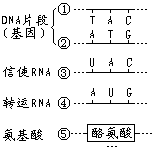 DNA片段 ①
T A C
(基因) A T G
②
信使RNA ③ U A C
转运RNA ④ A U G
氨基酸 ⑤ 酪氨酸